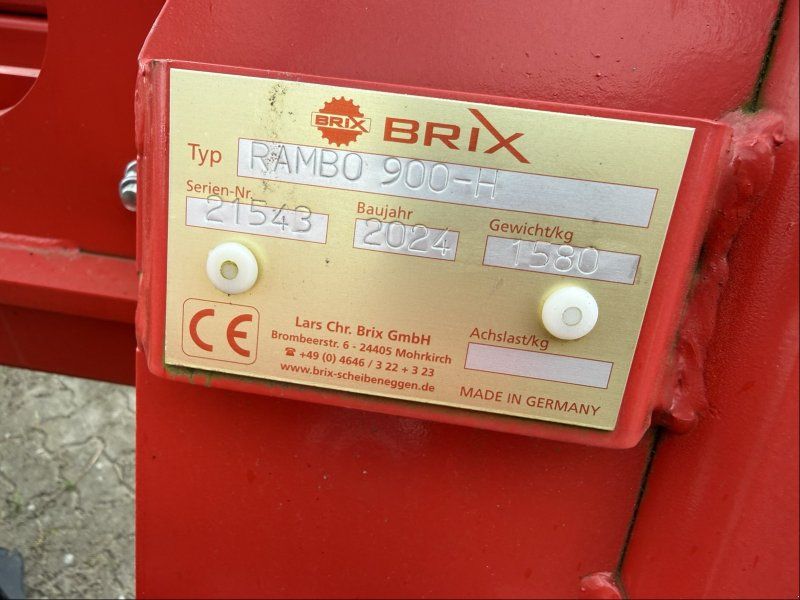 BRIX BRIX
Typ RAMBO 900-H
Serien-Nr. 21543
Baujahr 2024
Gewicht/kg 1580
CE
Lars Chr. Brix GmbH
Brombeerstr. 6 - 24405 Mohrkirch
☎ +49 (0) 4646 / 3 22 + 3 23
www.brix-scheibeneggen.de
Achslast/kg
MADE IN GERMANY